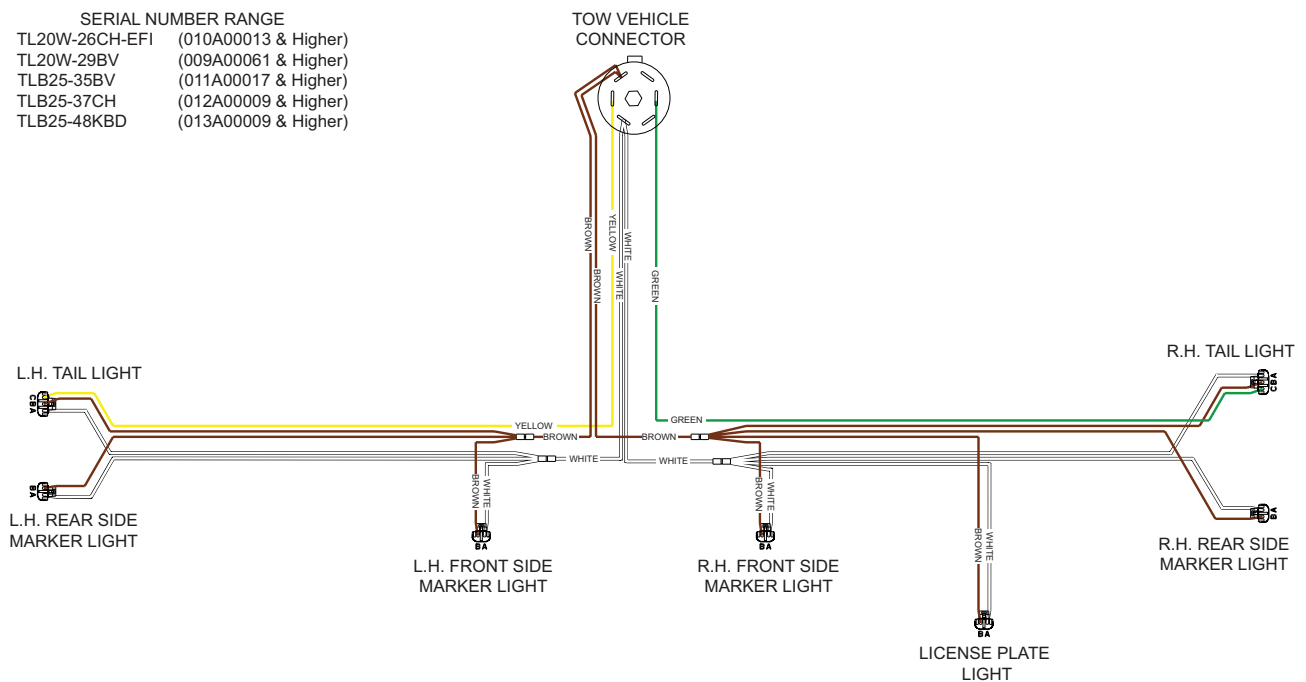 SERIAL NUMBER RANGE
TL20W-26CH-EFI (010A00013 & Higher)
TL20W-29BV (009A00061 & Higher)
TLB25-35BV (011A00017 & Higher)
TLB25-37CH (012A00009 & Higher)
TLB25-48KBD (013A00009 & Higher)
TOW VEHICLE
CONNECTOR
BROWN
YELLOW
WHITE
BROWN
WHITE
GREEN
L.H. TAIL LIGHT
C B A
R.H. TAIL LIGHT
C B A
YELLOW
BROWN
WHITE
GREEN
BROWN
WHITE
B A
L.H. REAR SIDE
MARKER LIGHT
BROWN
WHITE
B A
L.H. FRONT SIDE
MARKER LIGHT
BROWN
WHITE
B A
R.H. FRONT SIDE
MARKER LIGHT
BROWN
WHITE
B A
LICENSE PLATE
LIGHT
B A
R.H. REAR SIDE
MARKER LIGHT